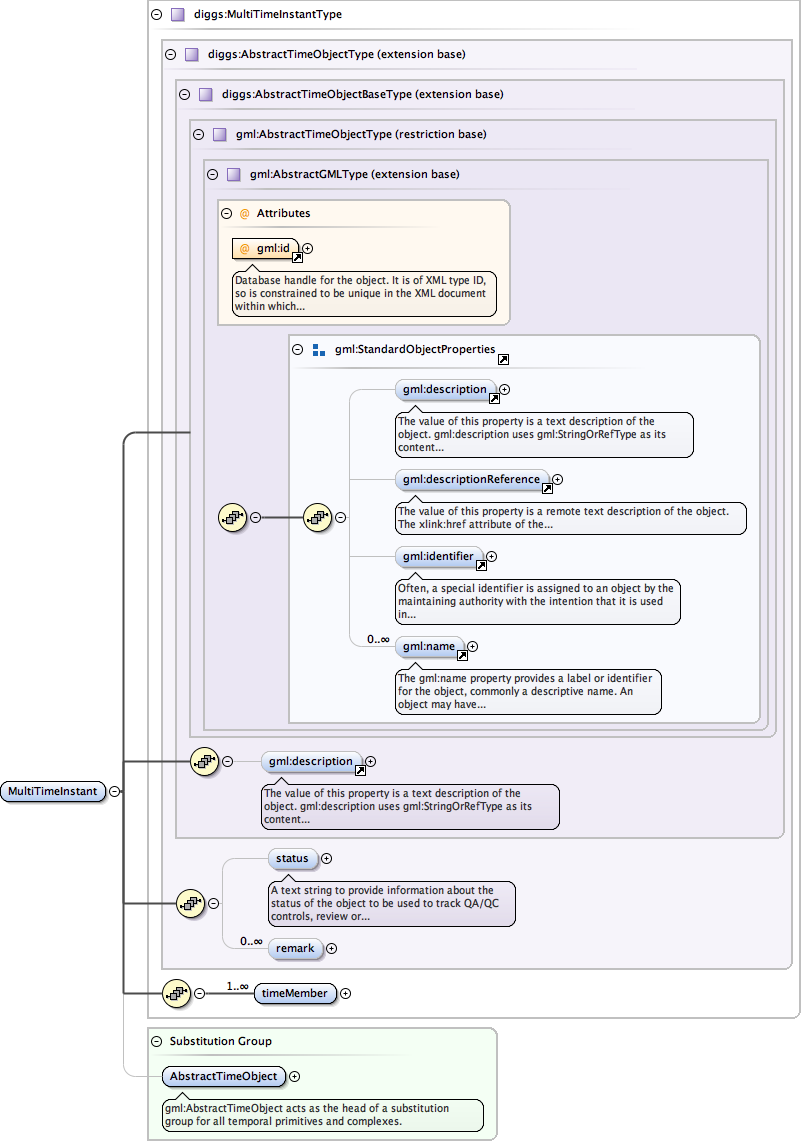 diggs:MultiTimeInstantType
diggs:AbstractTimeObjectType (extension base)
diggs:AbstractTimeObjectBaseType (extension base)
gml:AbstractTimeObjectType (restriction base)
gml:AbstractGMLType (extension base)
@ Attributes
@ gml:id
Database handle for the object. It is of XML type ID,
so is constrained to be unique in the XML document
within which...
gml:StandardObjectProperties
gml:description
The value of this property is a text description of the
object. gml:description uses gml:StringOrRefType as its
content...
gml:descriptionReference
The value of this property is a remote text description of the object.
The xlink:href attribute of the...
gml:identifier
Often, a special identifier is assigned to an object by the
maintaining authority with the intention that it is used
in...
0..∞
gml:name
The gml:name property provides a label or identifier
for the object, commonly a descriptive name. An
object may have...
gml:description
The value of this property is a text description of the
object. gml:description uses gml:StringOrRefType as its
content...
MultiTimeInstant
status
A text string to provide information about the
status of the object to be used to track QA/QC
controls, review or...
0..∞
remark
1..∞
timeMember
Substitution Group
AbstractTimeObject
gml:AbstractTimeObject acts as the head of a substitution
group for all temporal primitives and complexes.